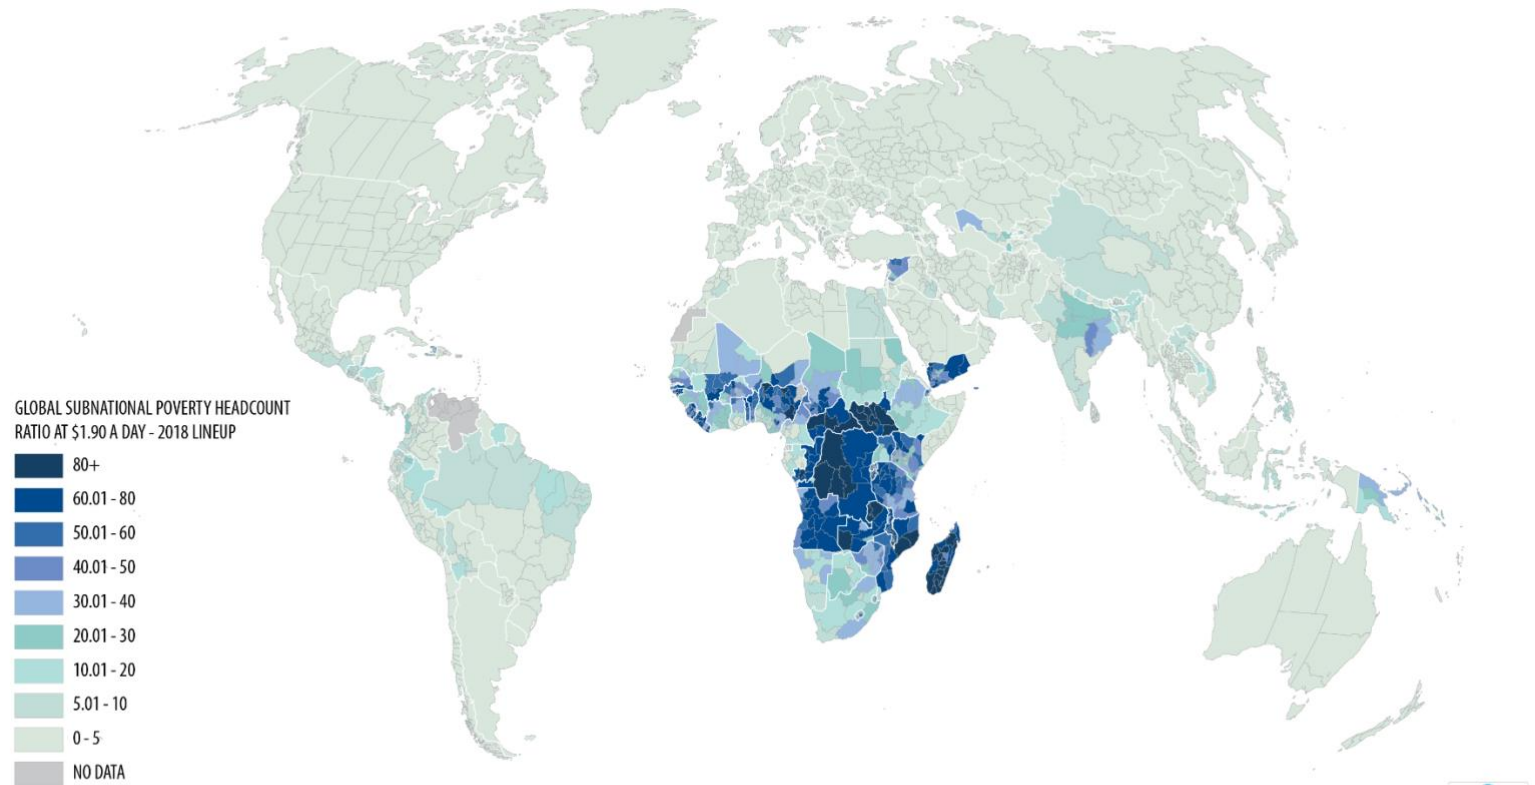 GLOBAL SUBNATIONAL POVERTY HEADCOUNT
RATIO AT $1.90 A DAY - 2018 LINEUP
80+
60.01 - 80
50.01 - 60
40.01 - 50
30.01 - 40
20.01 - 30
10.01 - 20
5.01 - 10
0 - 5
NO DATA